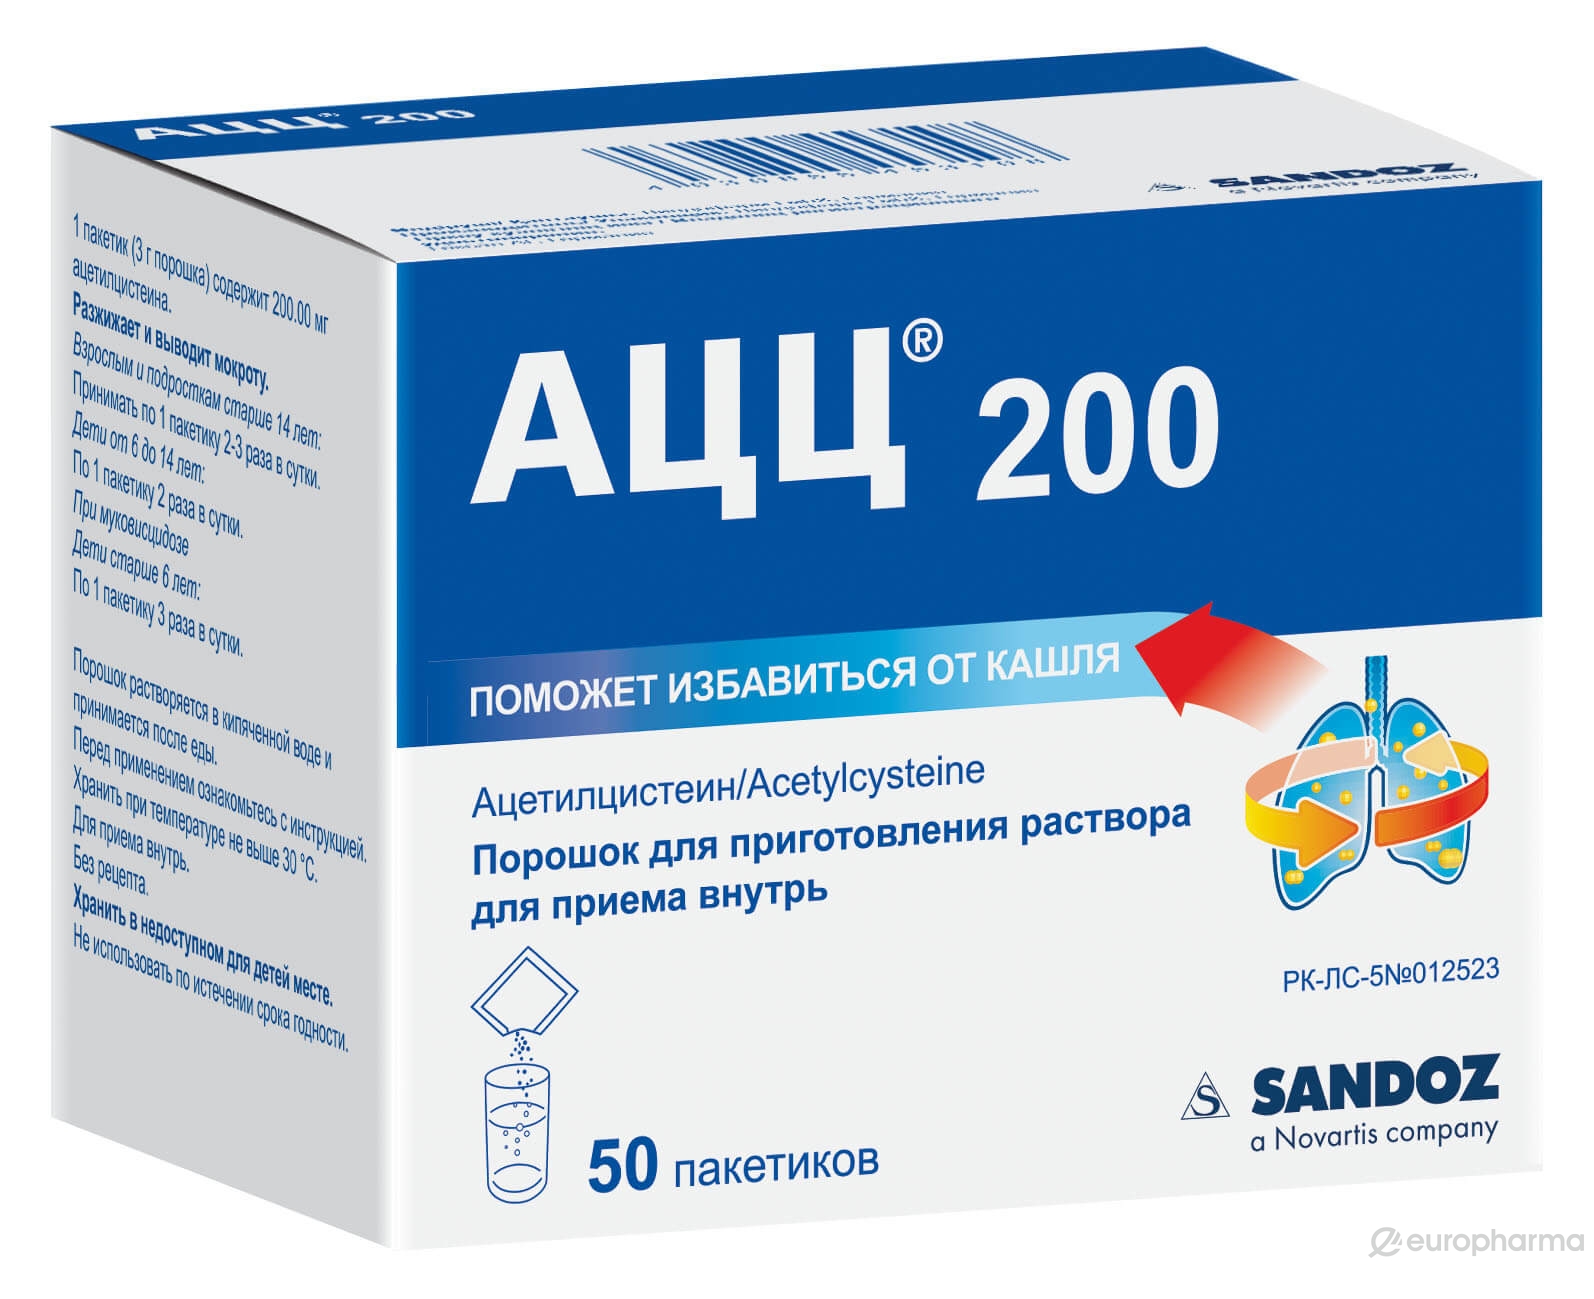 АЦЦ® 200
SANDOZ
a Novartis company
1 пакетик (3 г порошка) содержит 200.00 мг
ацетилцистеина.
Разжижает и выводит мокроту.
Взрослым и подросткам старше 14 лет:
Принимать по 1 пакетику 2-3 раза в сутки.
Дети от 6 до 14 лет:
По 1 пакетику 2 раза в сутки.
При муковисцидозе
Дети старше 6 лет:
По 1 пакетику 3 раза в сутки.
Порошок растворяется в кипяченной воде и
принимается после еды.
Перед применением ознакомьтесь с инструкцией.
Хранить при температуре не выше 30 °С.
Для приема внутрь.
Без рецепта.
Хранить в недоступном для детей месте.
Не использовать по истечении срока годности.
АЦЦ® 200
ПОМОЖЕТ ИЗБАВИТЬСЯ ОТ КАШЛЯ
Ацетилцистеин/Acetylcysteine
Порошок для приготовления раствора
для приема внутрь
РК-ЛС-5№012523
50 пакетиков
S SANDOZ
a Novartis company
europharma